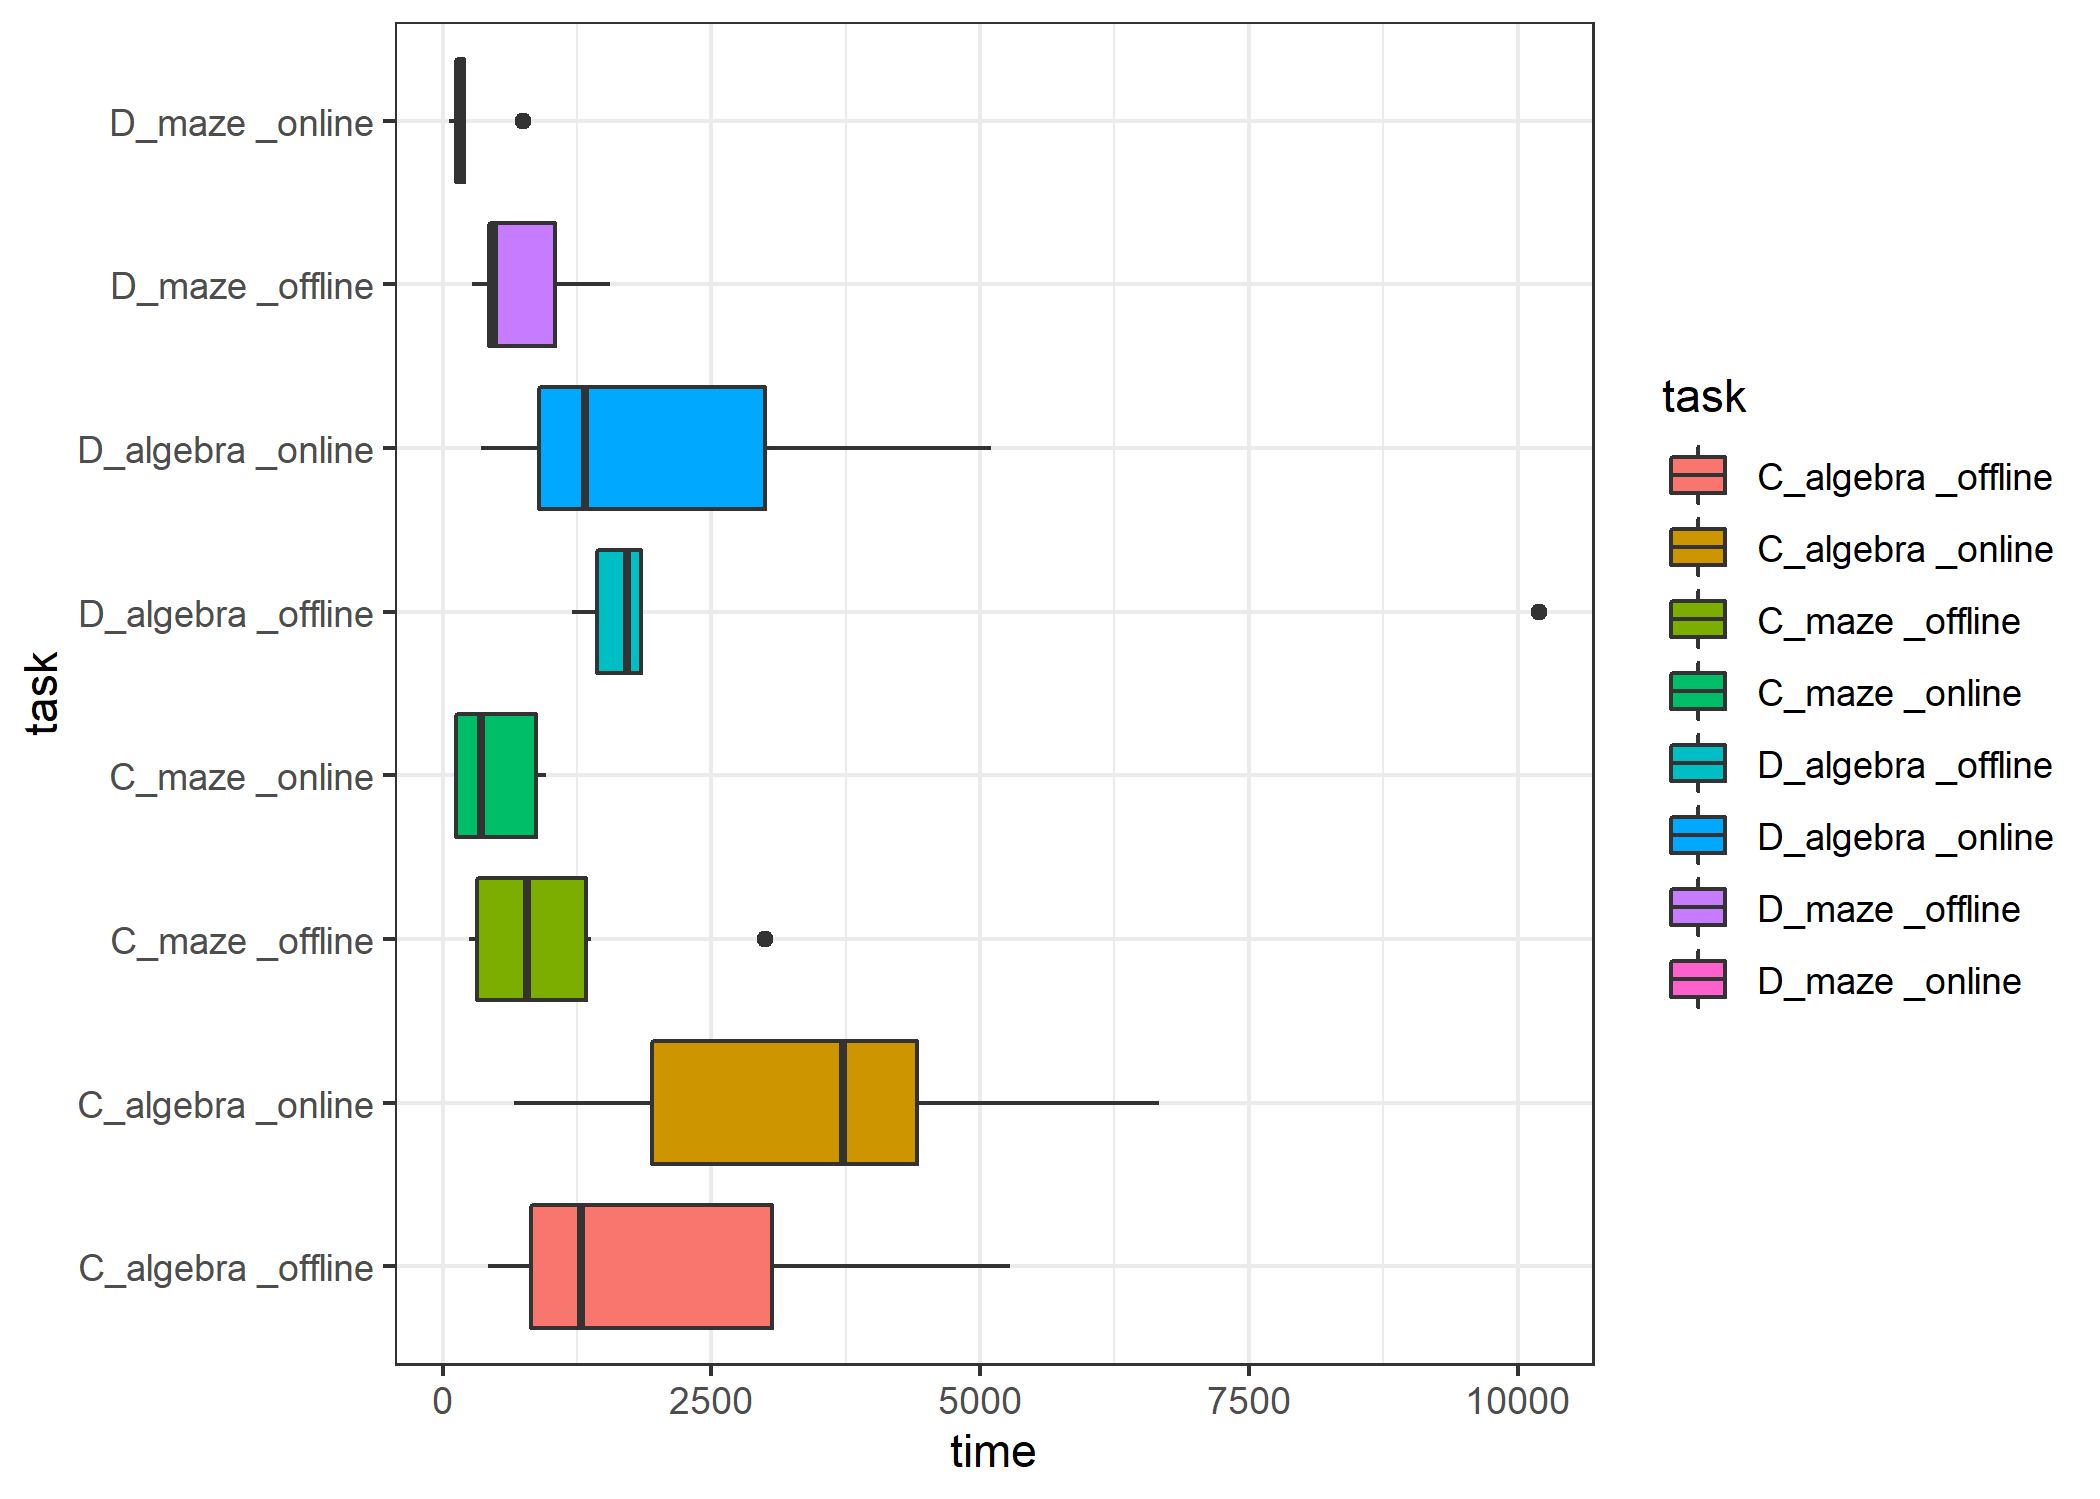 D_maze _online
D_maze _offline
D_algebra _online
D_algebra _offline
C_maze _online
C_maze _offline
C_algebra _online
C_algebra _offline
task
0 2500 5000 7500 10000
time
task
C_algebra _offline
C_algebra _online
C_maze _offline
C_maze _online
D_algebra _offline
D_algebra _online
D_maze _offline
D_maze _online